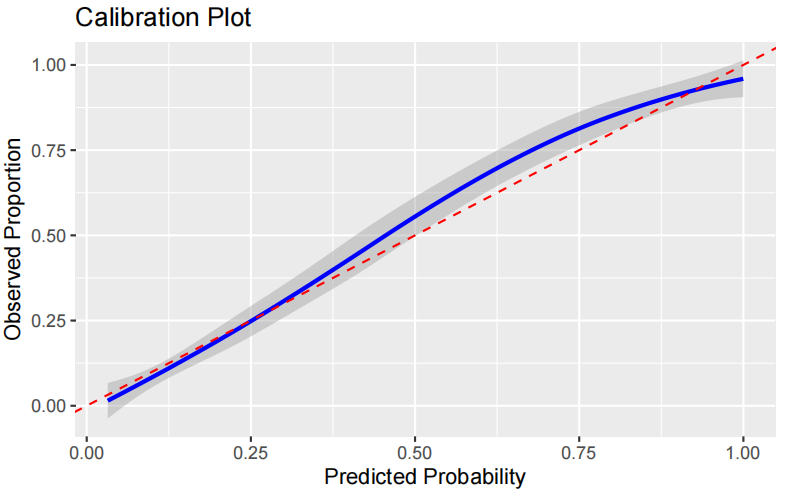 Calibration Plot
Observed Proportion
1.00
0.75
0.50
0.25
0.00
0.00 0.25 0.50 0.75 1.00
Predicted Probability